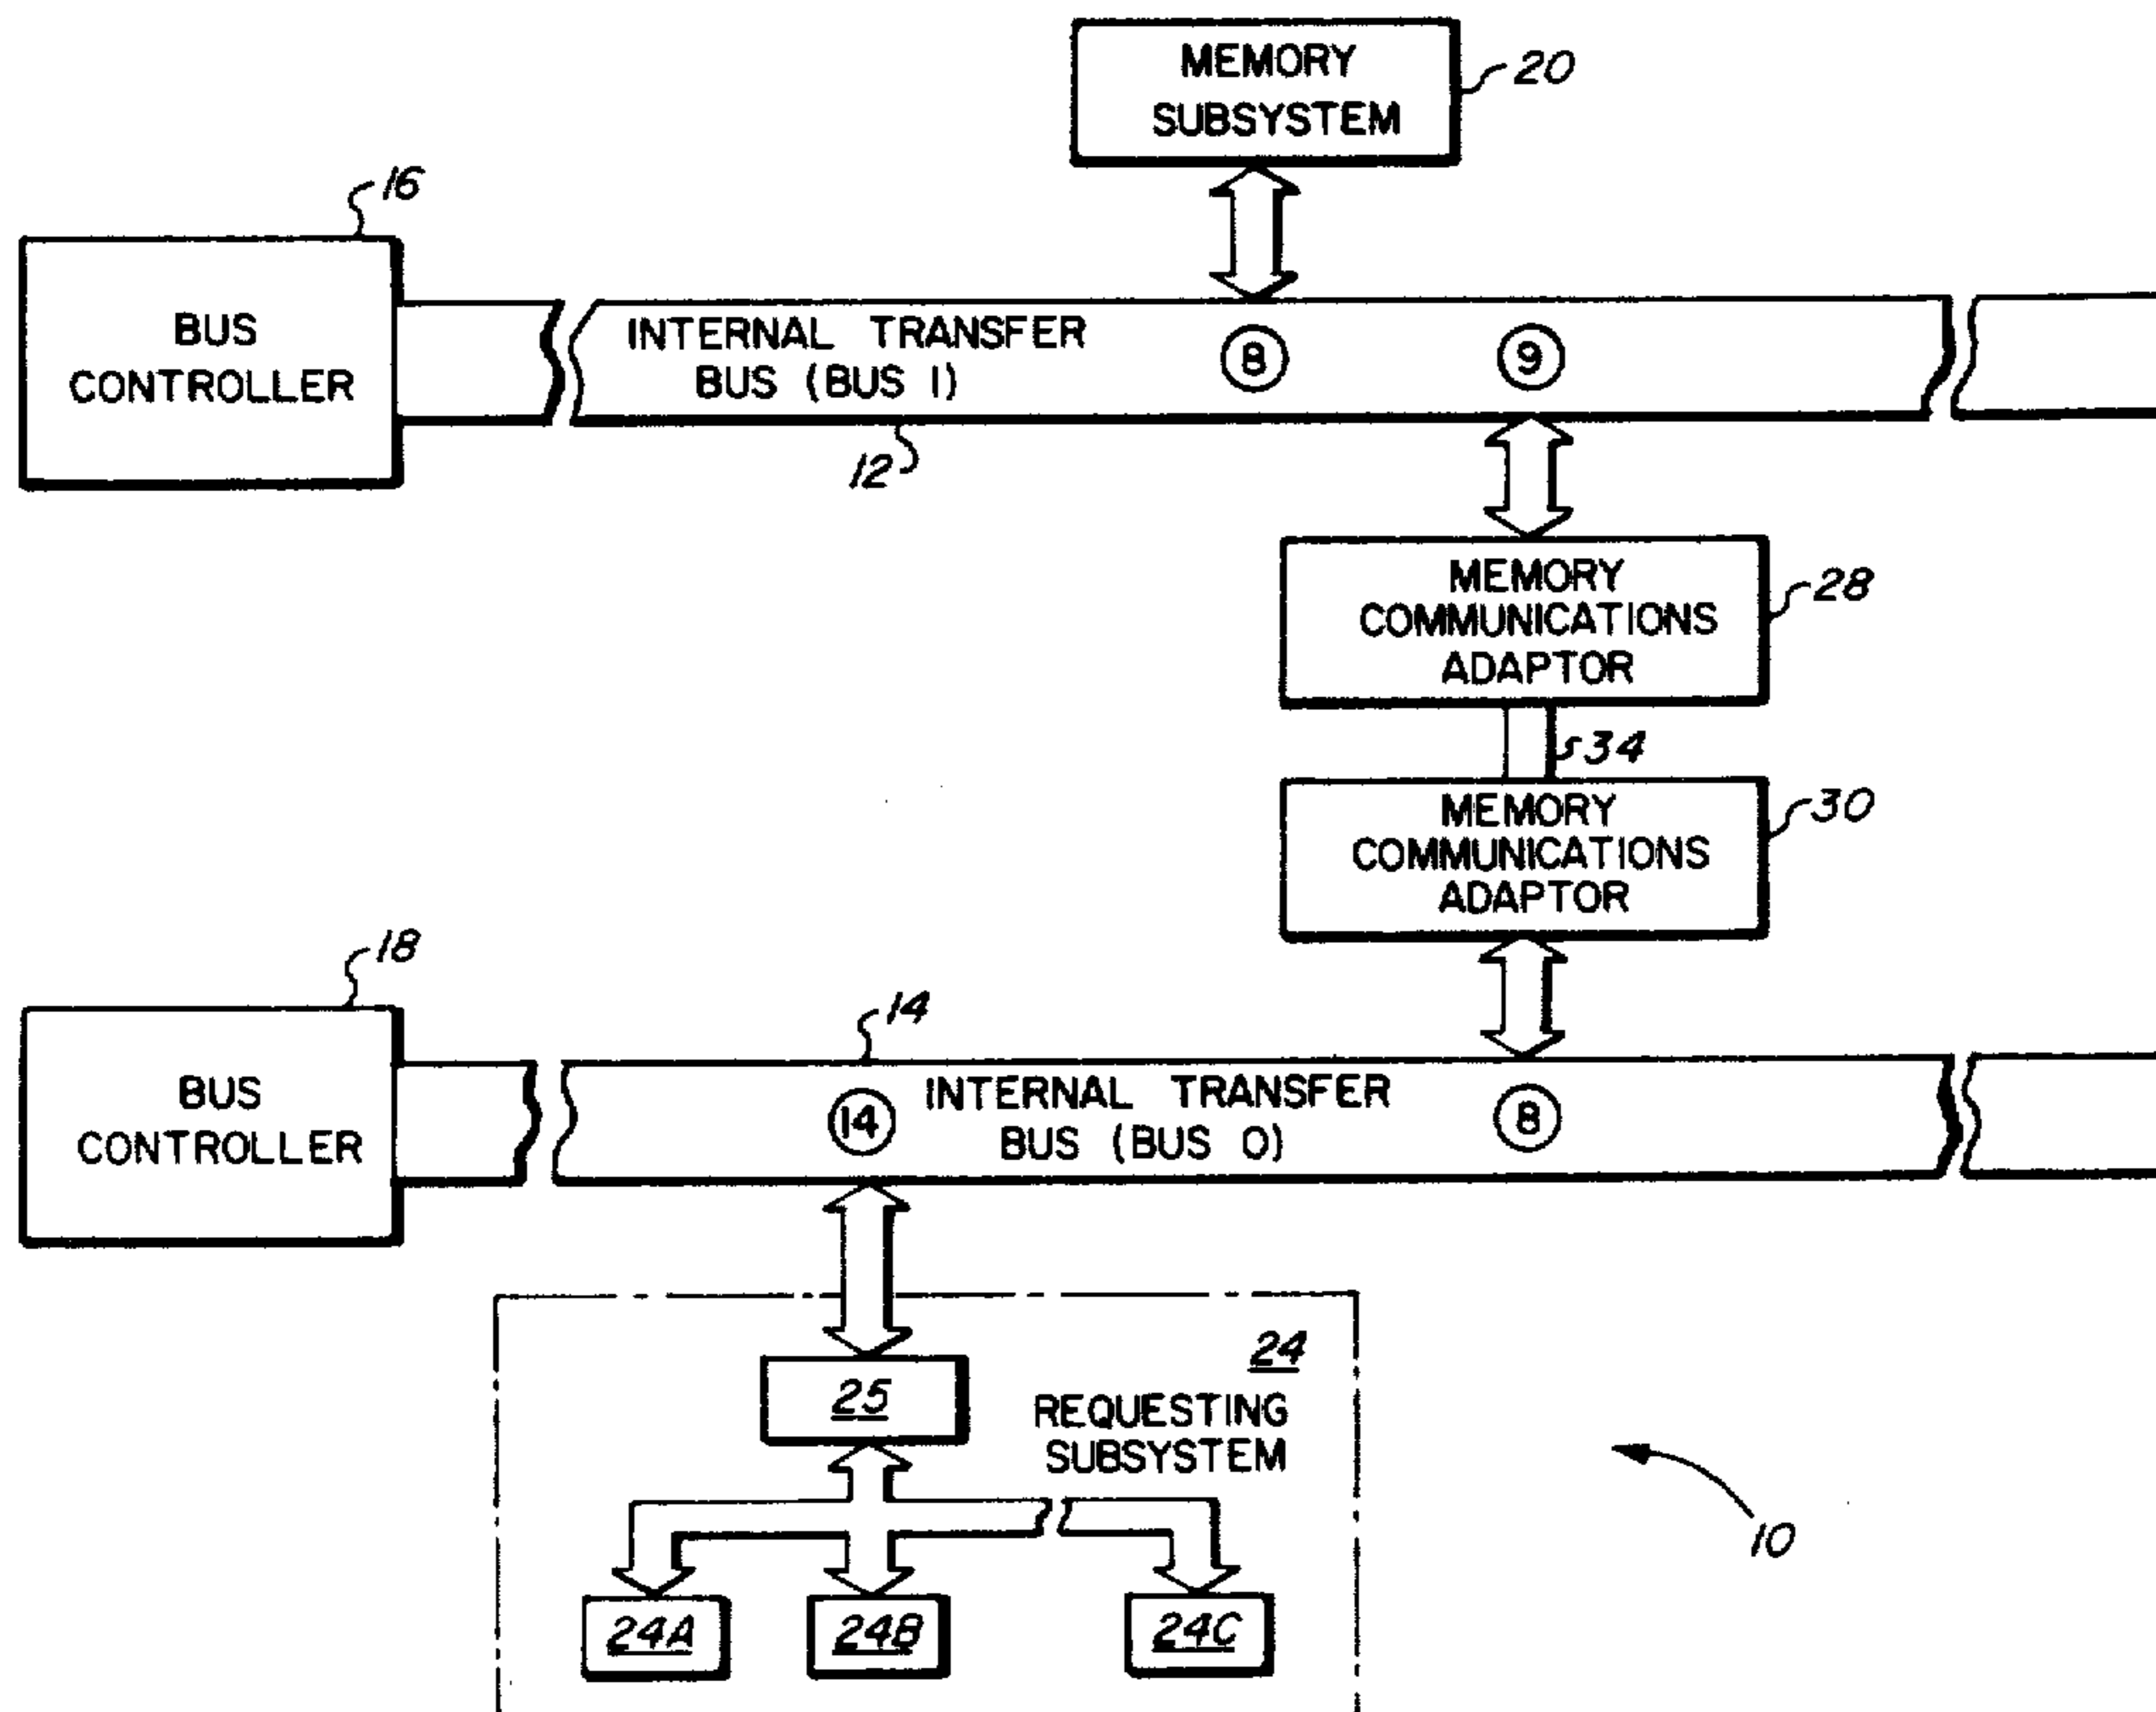 MEMORY
SUBSYSTEM
20
16
BUS
CONTROLLER
INTERNAL TRANSFER
BUS (BUS 1)
8
9
12
MEMORY
COMMUNICATIONS
ADAPTOR
28
34
MEMORY
COMMUNICATIONS
ADAPTOR
30
18
BUS
CONTROLLER
14
14
INTERNAL TRANSFER
BUS (BUS 0)
8
24
25
REQUESTING
SUBSYSTEM
10
24A
24B
24C